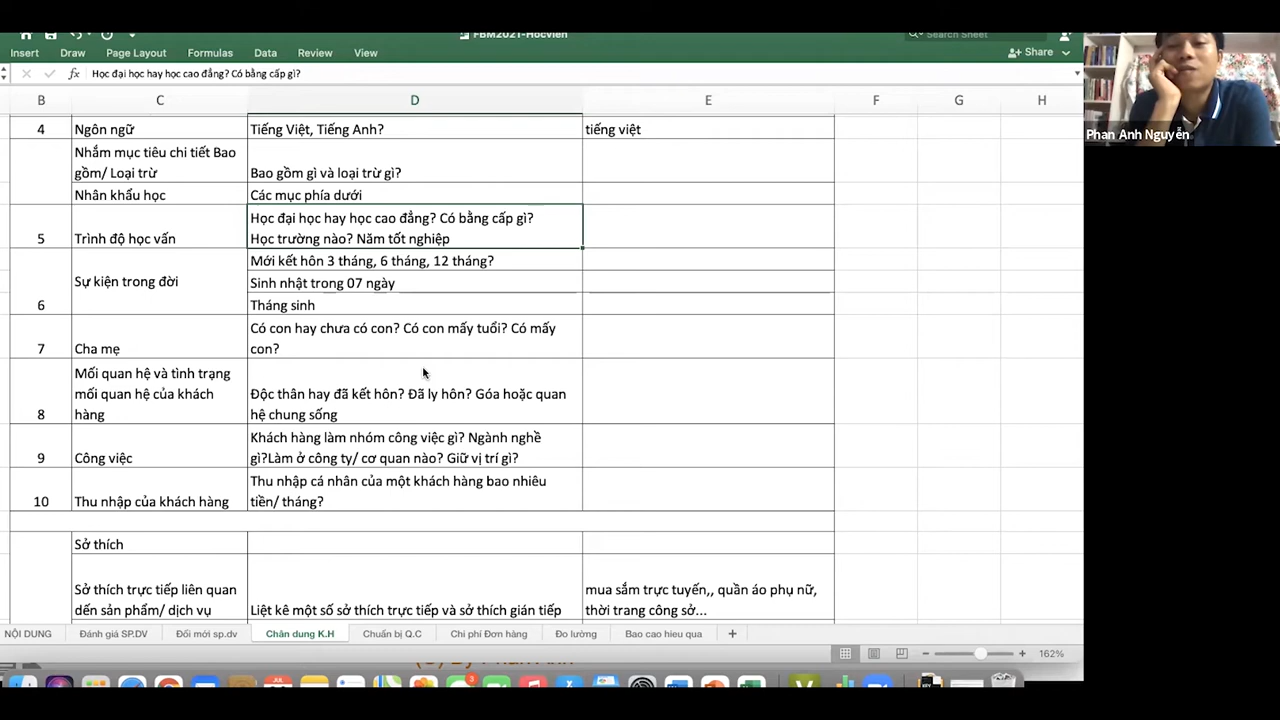 FBM2021-Hocvien
Search Sheet
Insert Draw Page Layout Formulas Data Review View
Share
fx Học đại học hay học cao đẳng? Có bằng cấp gì?
B C D E F G H
4 Ngôn ngữ Tiếng Việt, Tiếng Anh? tiếng việt
Nhắm mục tiêu chi tiết Bao
gồm/ Loại trừ Bao gồm gì và loại trừ gì?
Nhân khẩu học Các mục phía dưới
Học đại học hay học cao đẳng? Có bằng cấp gì?
5 Trình độ học vấn Học trường nào? Năm tốt nghiệp
Mới kết hôn 3 tháng, 6 tháng, 12 tháng?
Sự kiện trong đời Sinh nhật trong 07 ngày
6 Tháng sinh
Có con hay chưa có con? Có con mấy tuổi? Có mấy
7 Cha mẹ con?
Mối quan hệ và tình trạng
mối quan hệ của khách Độc thân hay đã kết hôn? Đã ly hôn? Góa hoặc quan
8 hàng hệ chung sống
Khách hàng làm nhóm công việc gì? Ngành nghề
9 Công việc gì?Làm ở công ty/ cơ quan nào? Giữ vị trí gì?
Thu nhập cá nhân của một khách hàng bao nhiêu
10 Thu nhập của khách hàng tiền/ tháng?
Sở thích
Sở thích trực tiếp liên quan mua sắm trực tuyến,, quần áo phụ nữ,
dến sản phẩm/ dịch vụ Liệt kê một số sở thích trực tiếp và sở thích gián tiếp thời trang công sở...
NỘI DUNG Đánh giá SP.DV Đổi mới sp.dv Chân dung K.H Chuẩn bị Q.C Chi phí Đơn hàng Đo lường Bao cao hieu qua +
162%
(C) By Phan Anh
Phan Anh Nguyễn